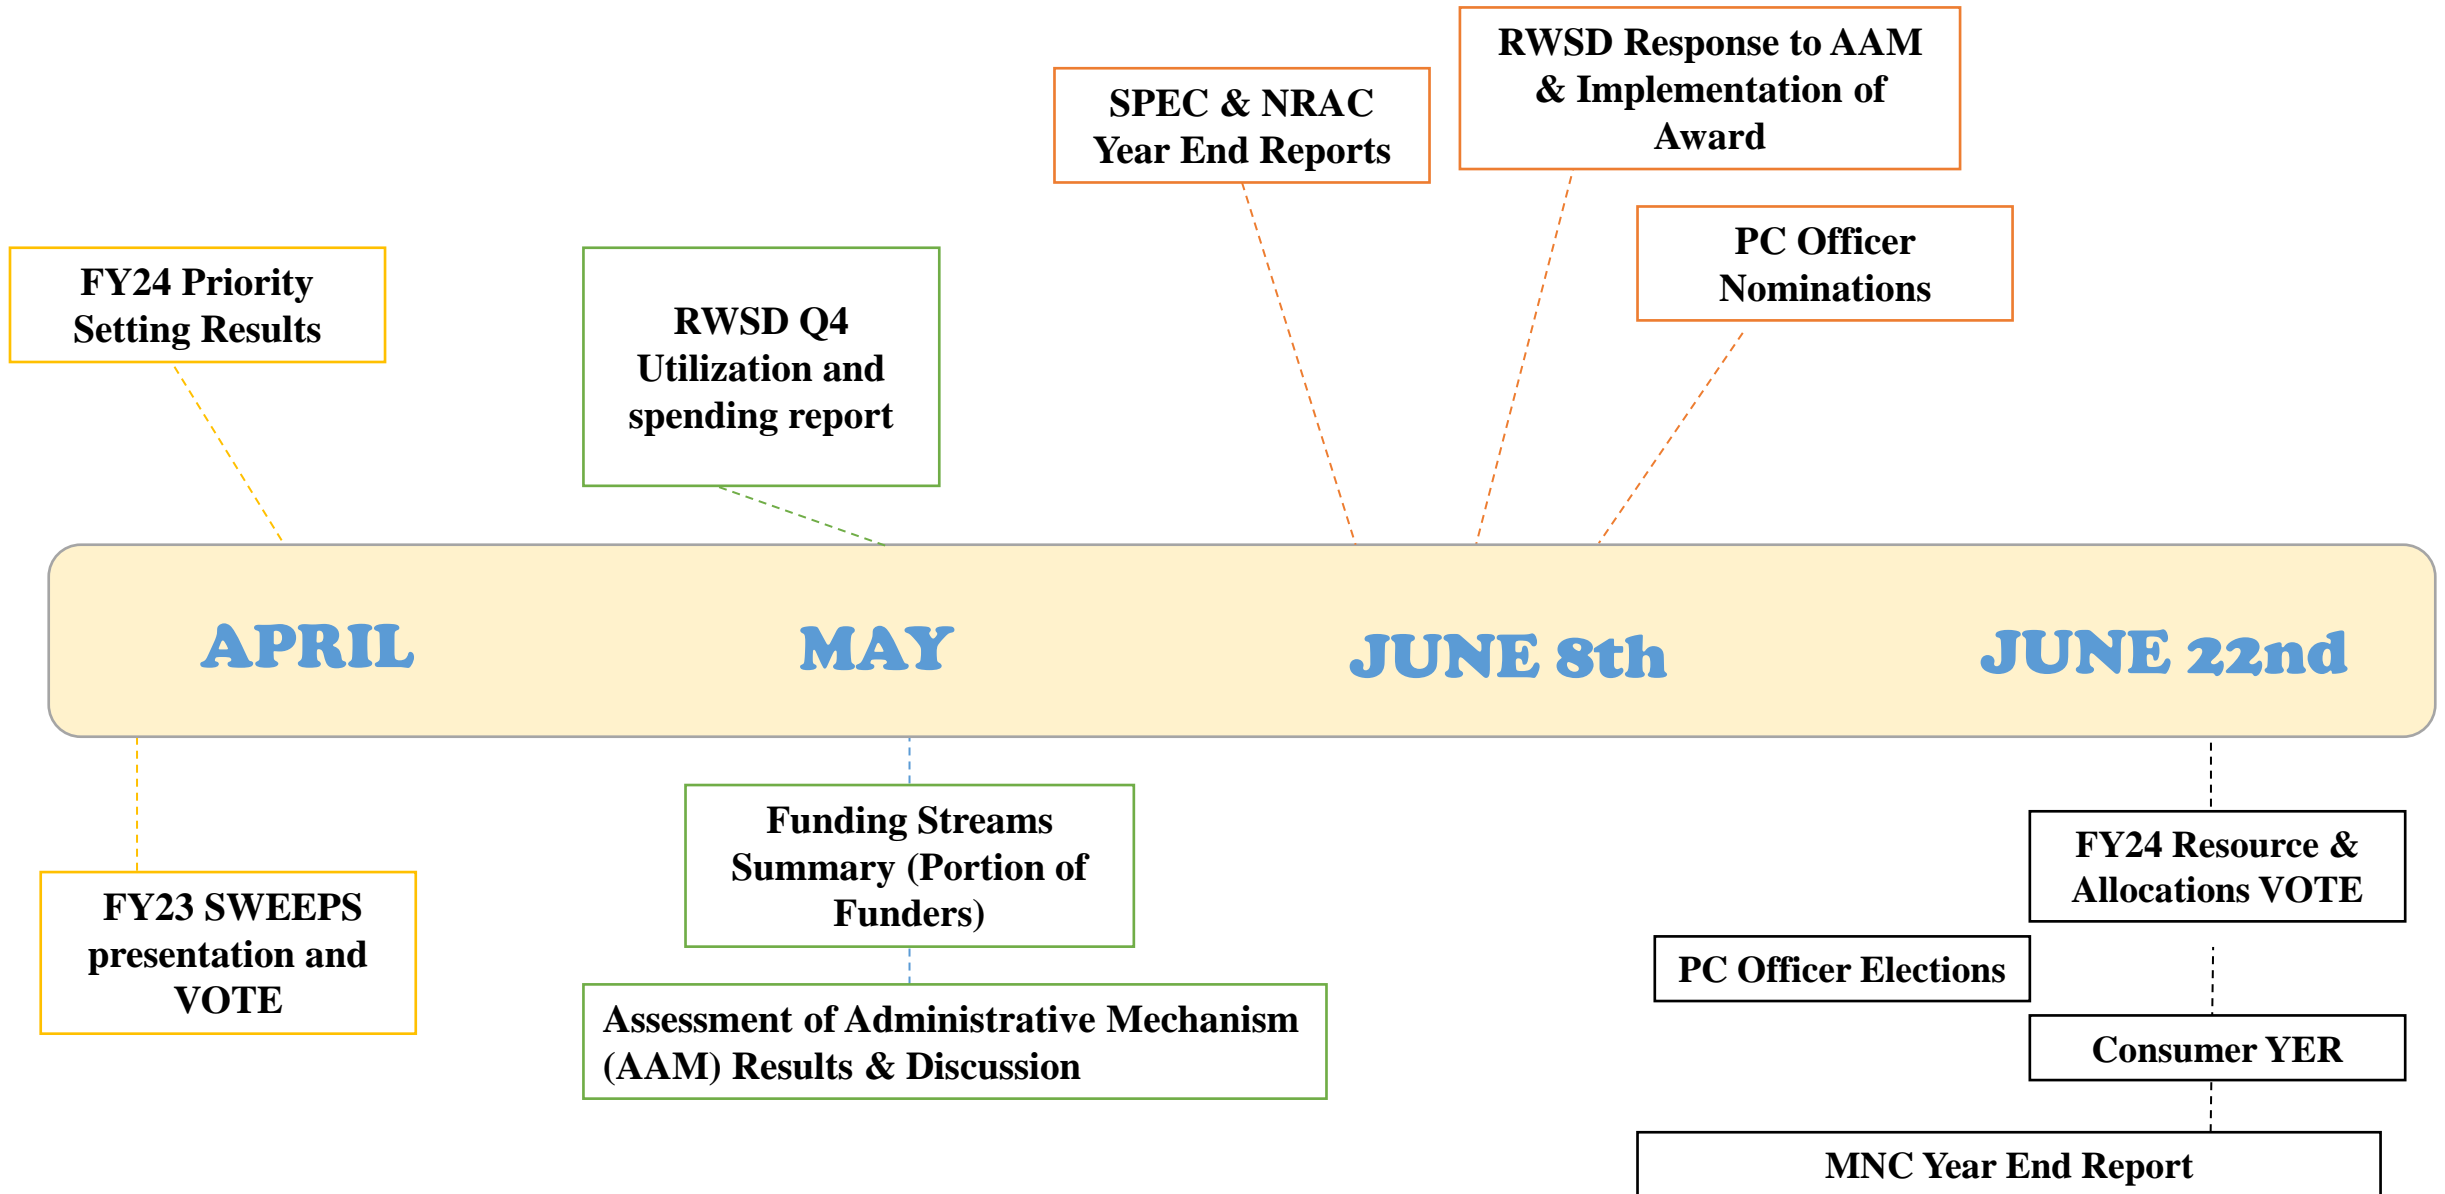 RWSD Response to AAM
& Implementation of
Award
SPEC & NRAC
Year End Reports
PC Officer
Nominations
FY24 Priority
Setting Results
RWSD Q4
Utilization and
spending report
APRIL
MAY
JUNE 8th
JUNE 22nd
FY23 SWEEPS
presentation and
VOTE
Funding Streams
Summary (Portion of
Funders)
Assessment of Administrative Mechanism
(AAM) Results & Discussion
FY24 Resource &
Allocations VOTE
PC Officer Elections
Consumer YER
MNC Year End Report